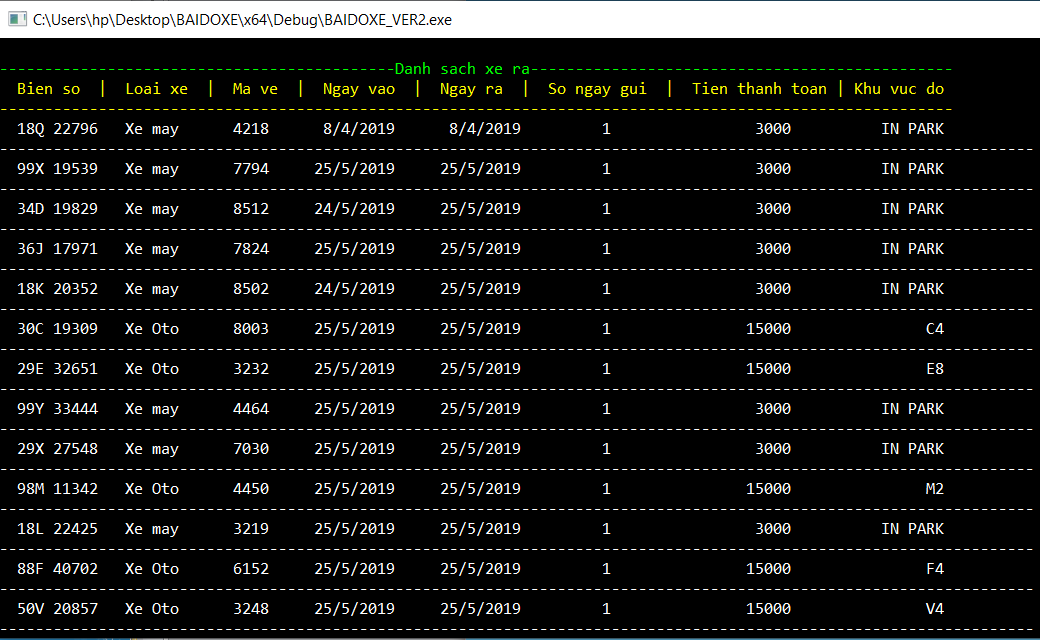 C:\Users\hp\Desktop\BAIDOXE\x64\Debug\BAIDOXE_VER2.exe
Danh sach xe ra
Bien so | Loai xe | Ma ve | Ngay vao | Ngay ra | So ngay gui | Tien thanh toan | Khu vuc do
18Q 22796 Xe may 4218 8/4/2019 8/4/2019 1 3000 IN PARK
99X 19539 Xe may 7794 25/5/2019 25/5/2019 1 3000 IN PARK
34D 19829 Xe may 8512 24/5/2019 25/5/2019 1 3000 IN PARK
36J 17971 Xe may 7824 25/5/2019 25/5/2019 1 3000 IN PARK
18K 20352 Xe may 8502 24/5/2019 25/5/2019 1 3000 IN PARK
30C 19309 Xe Oto 8003 25/5/2019 25/5/2019 1 15000 C4
29E 32651 Xe Oto 3232 25/5/2019 25/5/2019 1 15000 E8
99Y 33444 Xe may 4464 25/5/2019 25/5/2019 1 3000 IN PARK
29X 27548 Xe may 7030 25/5/2019 25/5/2019 1 3000 IN PARK
98M 11342 Xe Oto 4450 25/5/2019 25/5/2019 1 15000 M2
18L 22425 Xe may 3219 25/5/2019 25/5/2019 1 3000 IN PARK
88F 40702 Xe Oto 6152 25/5/2019 25/5/2019 1 15000 F4
50V 20857 Xe Oto 3248 25/5/2019 25/5/2019 1 15000 V4